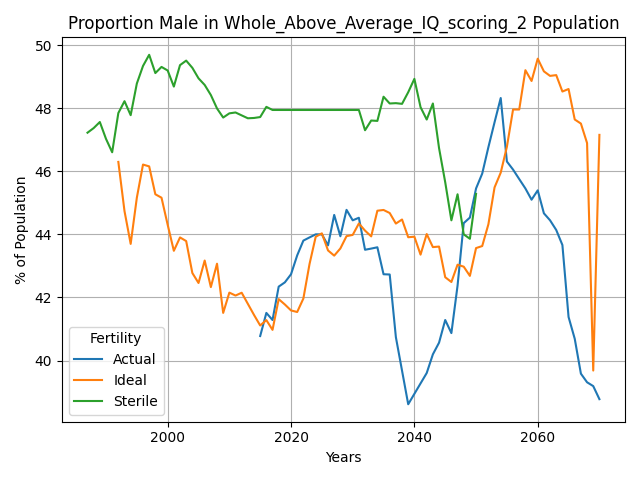 Proportion Male in Whole_Above_Average_IQ_scoring_2 Population
% of Population
50
48
46
44
42
40
Fertility
Actual
Ideal
Sterile
2000
2020
2040
2060
Years